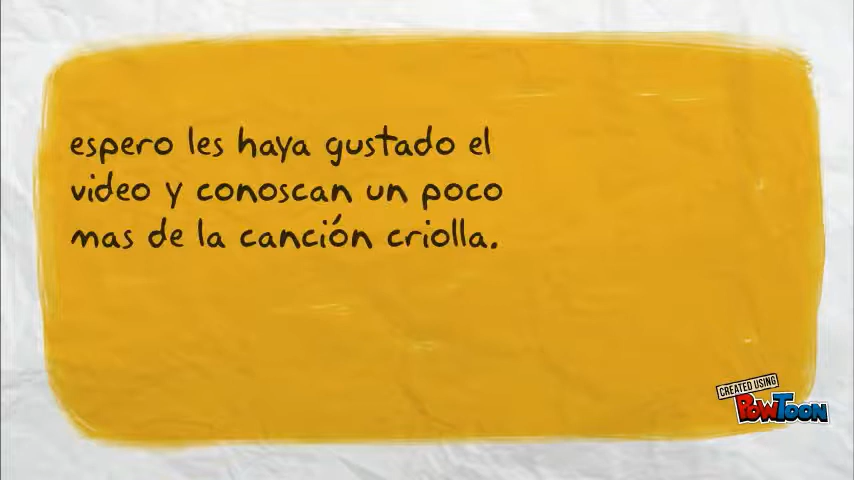 espero les haya gustado el
video y conoscan un poco
mas de la canción criolla.
CREATED USING
POWTOON